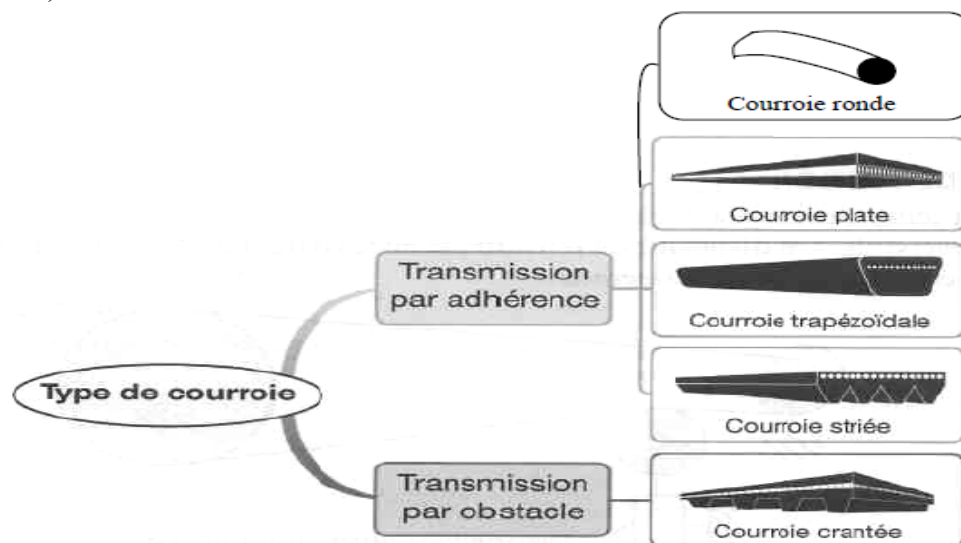 Courroie ronde
Courroie plate
Transmission
par adhérence
Courroie trapézoïdale
Type de courroie
Courroie striée
Transmission
par obstacle
Courroie crantée